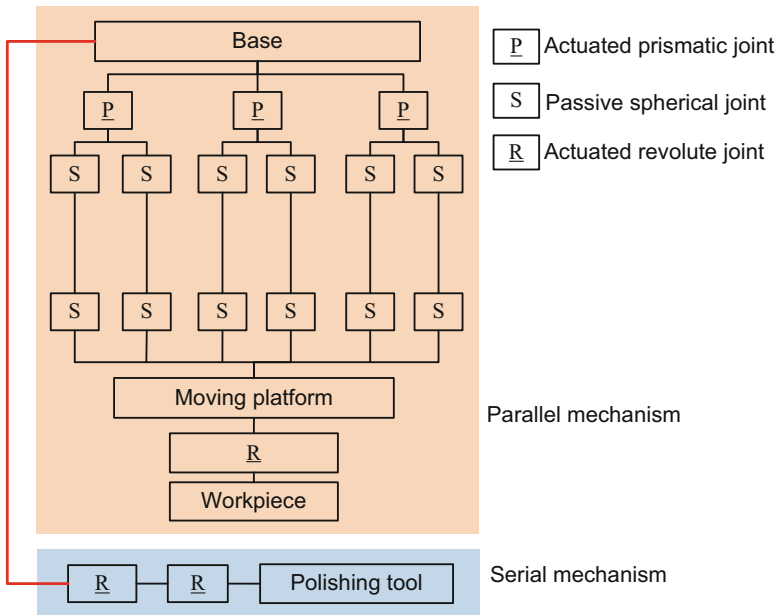 Base
P Actuated prismatic joint
P P P
S Passive spherical joint
R Actuated revolute joint
S S S S S S
S S S S S S
Moving platform
Parallel mechanism
R
Workpiece
R R Polishing tool
Serial mechanism